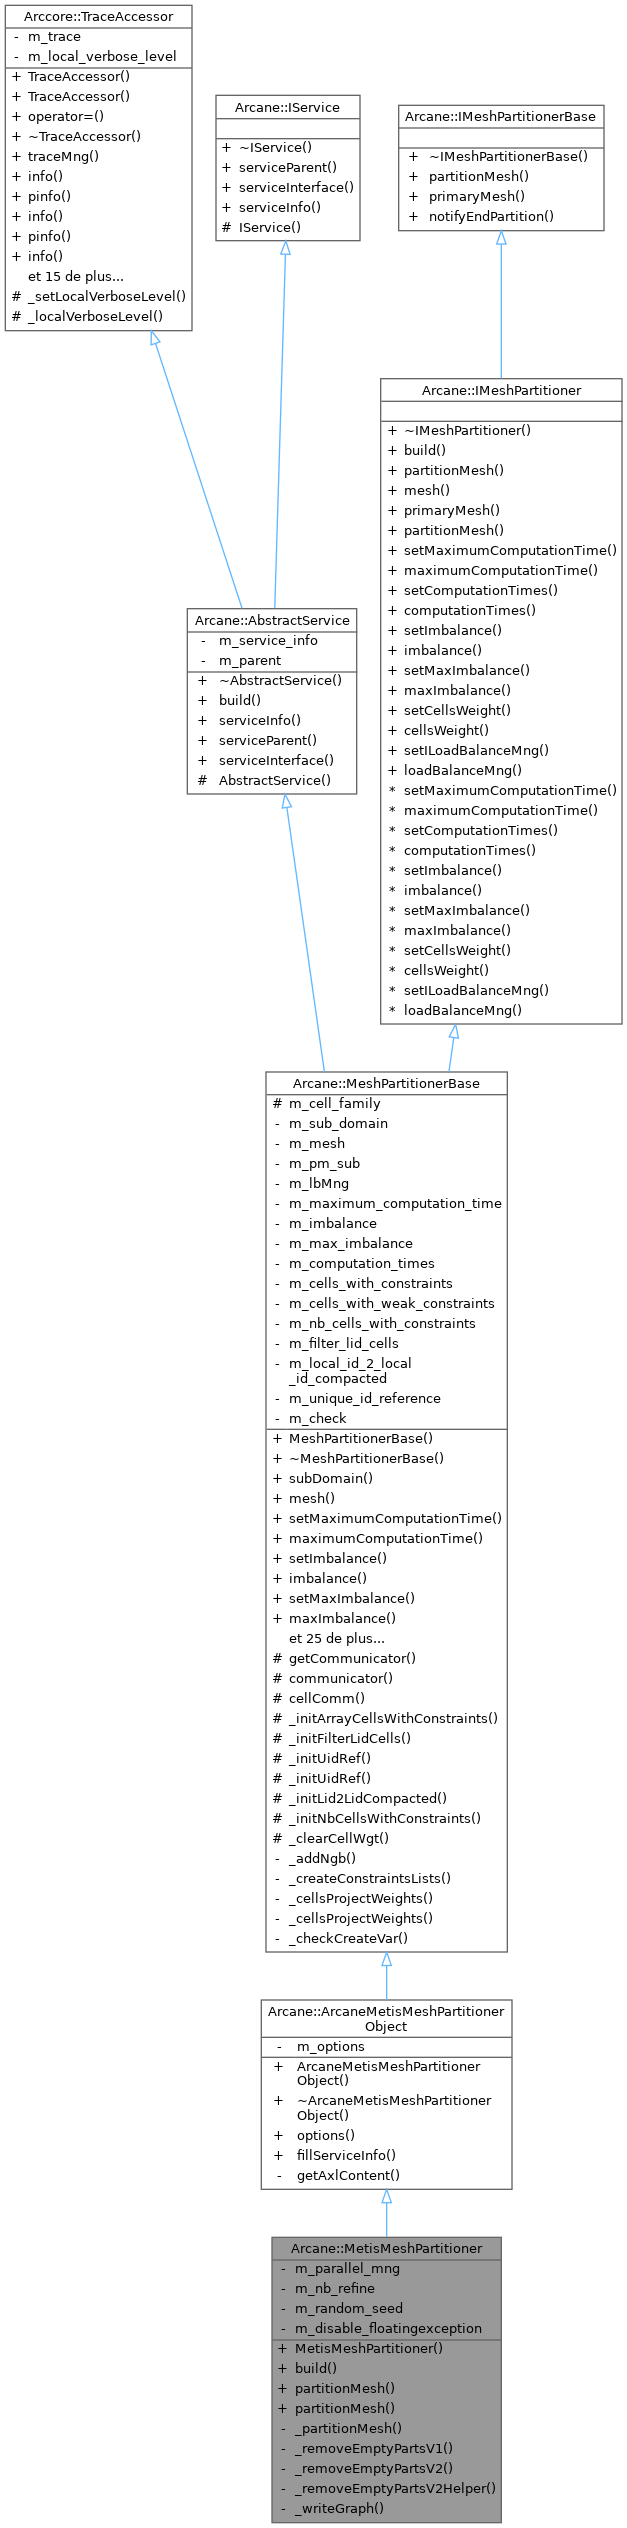 Arccore::TraceAccessor
- m_trace
- m_local_verbose_level
+ TraceAccessor()
+ TraceAccessor()
+ operator=()
+ ~TraceAccessor()
+ traceMng()
+ info()
+ pinfo()
+ info()
+ pinfo()
+ info()
et 15 de plus...
# _setLocalVerboseLevel()
# _localVerboseLevel()
Arcane::IService
+ ~IService()
+ serviceParent()
+ serviceInterface()
+ serviceInfo()
# IService()
Arcane::IMeshPartitionerBase
+ ~IMeshPartitionerBase()
+ partitionMesh()
+ primaryMesh()
+ notifyEndPartition()
Arcane::IMeshPartitioner
+ ~IMeshPartitioner()
+ build()
+ partitionMesh()
+ mesh()
+ primaryMesh()
+ partitionMesh()
+ setMaximumComputationTime()
+ maximumComputationTime()
+ setComputationTimes()
+ computationTimes()
+ setImbalance()
+ imbalance()
+ setMaxImbalance()
+ maxImbalance()
+ setCellsWeight()
+ cellsWeight()
+ setILoadBalanceMng()
+ loadBalanceMng()
* setMaximumComputationTime()
* maximumComputationTime()
* setComputationTimes()
* computationTimes()
* setImbalance()
* imbalance()
* setMaxImbalance()
* maxImbalance()
* setCellsWeight()
* cellsWeight()
* setILoadBalanceMng()
* loadBalanceMng()
Arcane::AbstractService
- m_service_info
- m_parent
+ ~AbstractService()
+ build()
+ serviceInfo()
+ serviceParent()
+ serviceInterface()
# AbstractService()
Arcane::MeshPartitionerBase
# m_cell_family
- m_sub_domain
- m_mesh
- m_pm_sub
- m_lbMng
- m_maximum_computation_time
- m_imbalance
- m_max_imbalance
- m_computation_times
- m_cells_with_constraints
- m_cells_with_weak_constraints
- m_nb_cells_with_constraints
- m_filter_lid_cells
- m_local_id_2_local
_id_compacted
- m_unique_id_reference
- m_check
+ MeshPartitionerBase()
+ ~MeshPartitionerBase()
+ subDomain()
+ mesh()
+ setMaximumComputationTime()
+ maximumComputationTime()
+ setImbalance()
+ imbalance()
+ setMaxImbalance()
+ maxImbalance()
et 25 de plus...
# getCommunicator()
# communicator()
# cellComm()
# _initArrayCellsWithConstraints()
# _initFilterLidCells()
# _initUidRef()
# _initUidRef()
# _initLid2LidCompacted()
# _initNbCellsWithConstraints()
# _clearCellWgt()
- _addNgb()
- _createConstraintsLists()
- _cellsProjectWeights()
- _cellsProjectWeights()
- _checkCreateVar()
Arcane::ArcaneMetisMeshPartitioner
Object
- m_options
+ ArcaneMetisMeshPartitioner
Object()
+ ~ArcaneMetisMeshPartitioner
Object()
+ options()
+ fillServiceInfo()
- getAxlContent()
Arcane::MetisMeshPartitioner
- m_parallel_mng
- m_nb_refine
- m_random_seed
- m_disable_floatingexception
+ MetisMeshPartitioner()
+ build()
+ partitionMesh()
+ partitionMesh()
- _partitionMesh()
- _removeEmptyPartsV1()
- _removeEmptyPartsV2()
- _removeEmptyPartsV2Helper()
- _writeGraph()